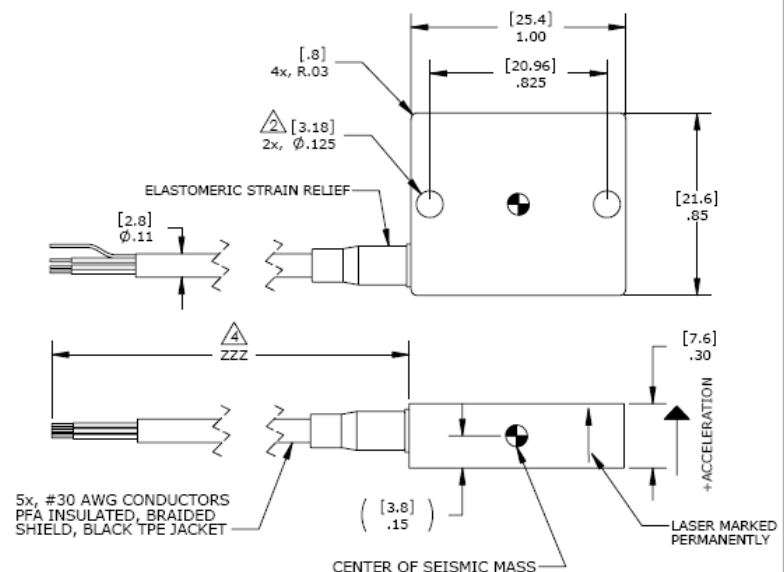 [25.4]
1.00
[.8]
4x, R.03
[20.96]
.825
2 [3.18]
2x, Ø.125
ELASTOMERIC STRAIN RELIEF
[21.6]
.85
[2.8]
Ø.11
4
ZZZ
[7.6]
.30
+ACCELERATION
5x, #30 AWG CONDUCTORS
PFA INSULATED, BRAIDED
SHIELD, BLACK TPE JACKET
( [3.8]
.15 )
LASER MARKED
PERMANENTLY
CENTER OF SEISMIC MASS